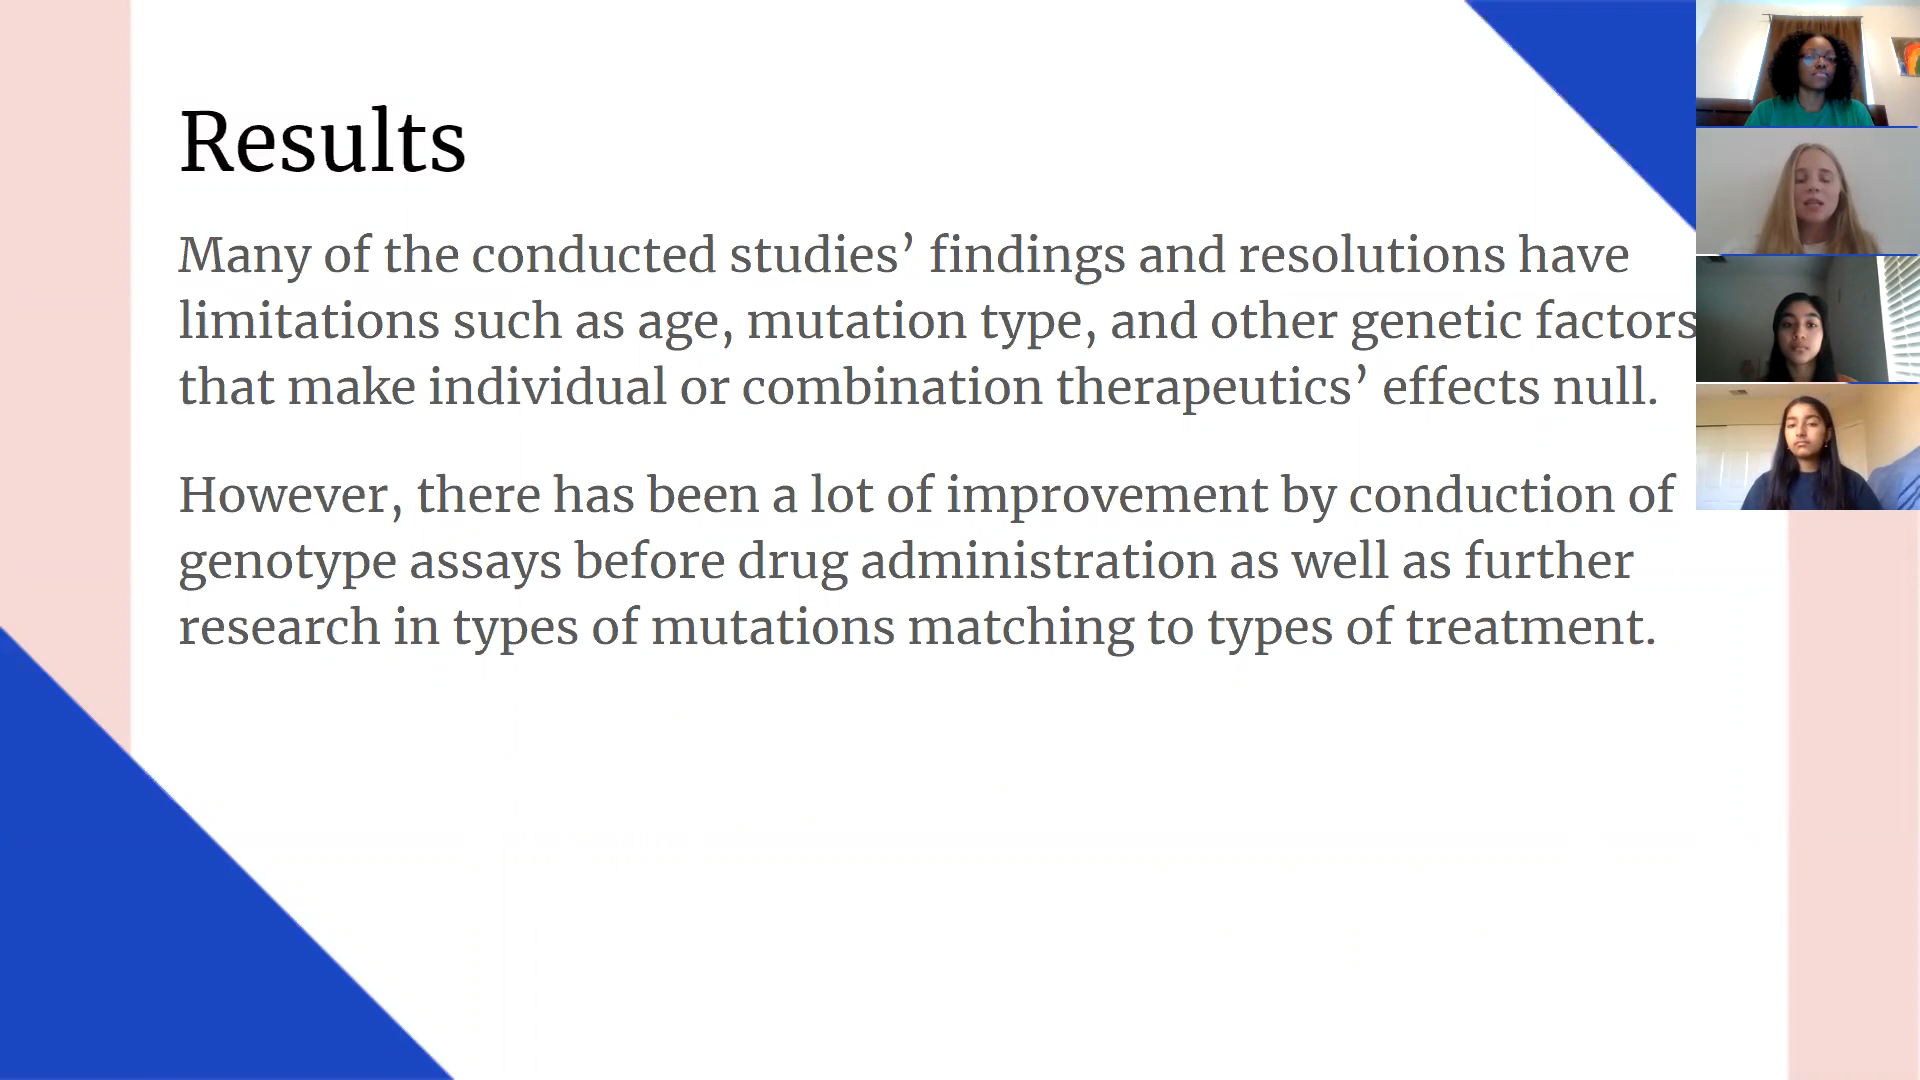 Results
Many of the conducted studies’ findings and resolutions have
limitations such as age, mutation type, and other genetic factors
that make individual or combination therapeutics’ effects null.
However, there has been a lot of improvement by conduction of
genotype assays before drug administration as well as further
research in types of mutations matching to types of treatment.